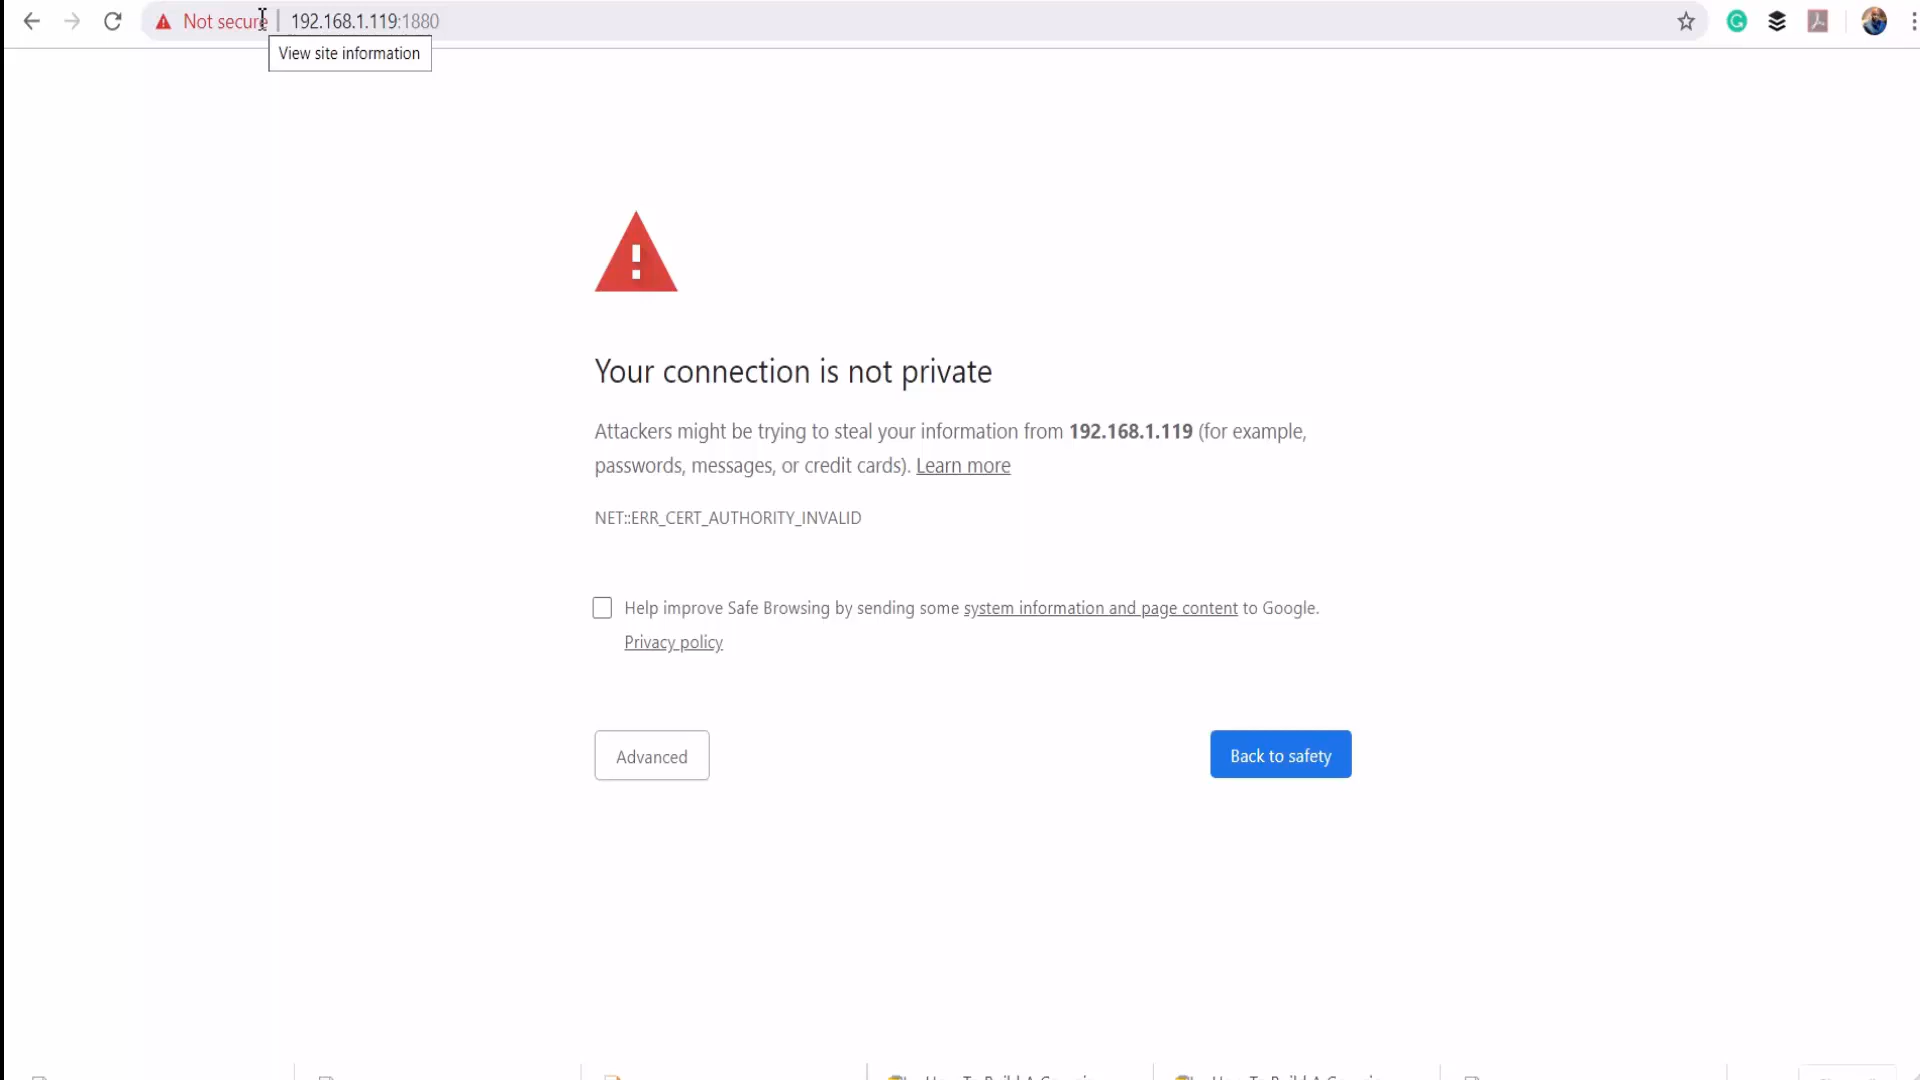 Not secure | 192.168.1.119:1880
View site information
Your connection is not private
Attackers might be trying to steal your information from 192.168.1.119 (for example,
passwords, messages, or credit cards). Learn more
NET::ERR_CERT_AUTHORITY_INVALID
Help improve Safe Browsing by sending some system information and page content to Google.
Privacy policy
Advanced
Back to safety